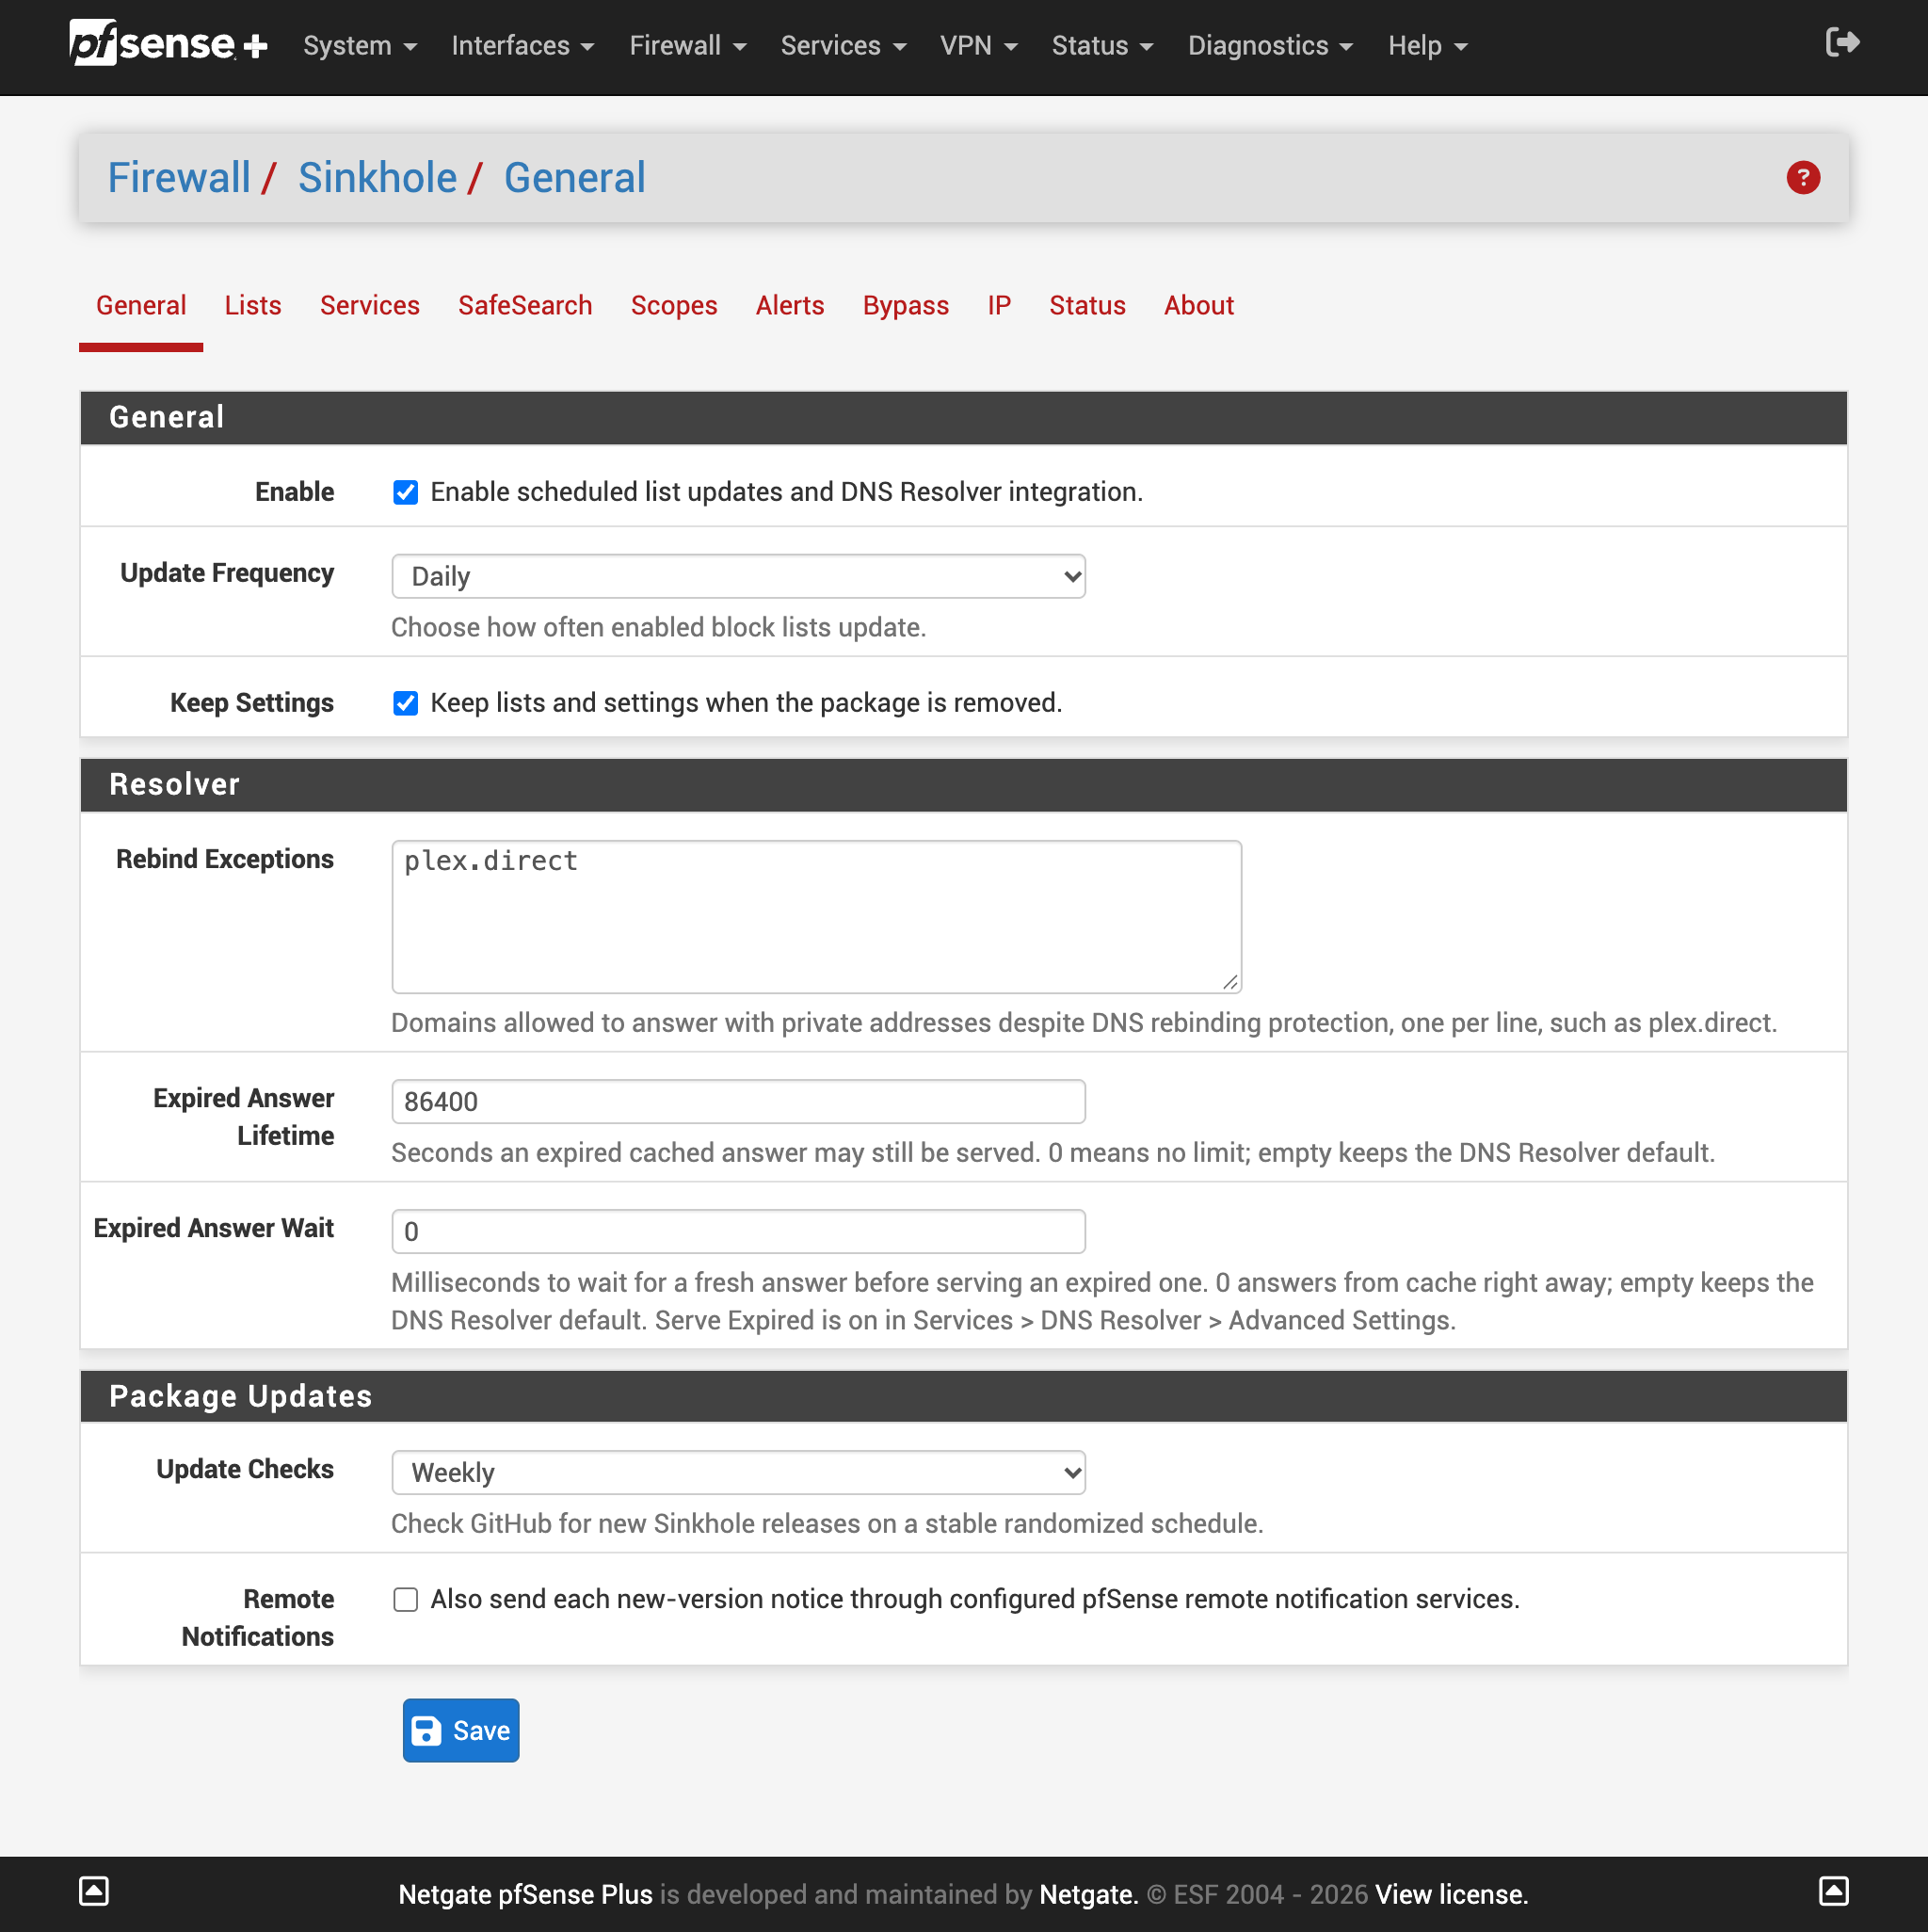 pfsense+ System Interfaces Firewall Services VPN Status Diagnostics Help
Firewall / Sinkhole / General
?
General Lists Services SafeSearch Scopes Alerts Bypass IP Status About
General
Enable Enable scheduled list updates and DNS Resolver integration.
Update Frequency Daily
Choose how often enabled block lists update.
Keep Settings Keep lists and settings when the package is removed.
Resolver
Rebind Exceptions plex.direct
Domains allowed to answer with private addresses despite DNS rebinding protection, one per line, such as plex.direct.
Expired Answer Lifetime 86400
Seconds an expired cached answer may still be served. 0 means no limit; empty keeps the DNS Resolver default.
Expired Answer Wait 0
Milliseconds to wait for a fresh answer before serving an expired one. 0 answers from cache right away; empty keeps the
DNS Resolver default. Serve Expired is on in Services > DNS Resolver > Advanced Settings.
Package Updates
Update Checks Weekly
Check GitHub for new Sinkhole releases on a stable randomized schedule.
Remote Notifications Also send each new-version notice through configured pfSense remote notification services.
Save
Netgate pfSense Plus is developed and maintained by Netgate. © ESF 2004 - 2026 View license.